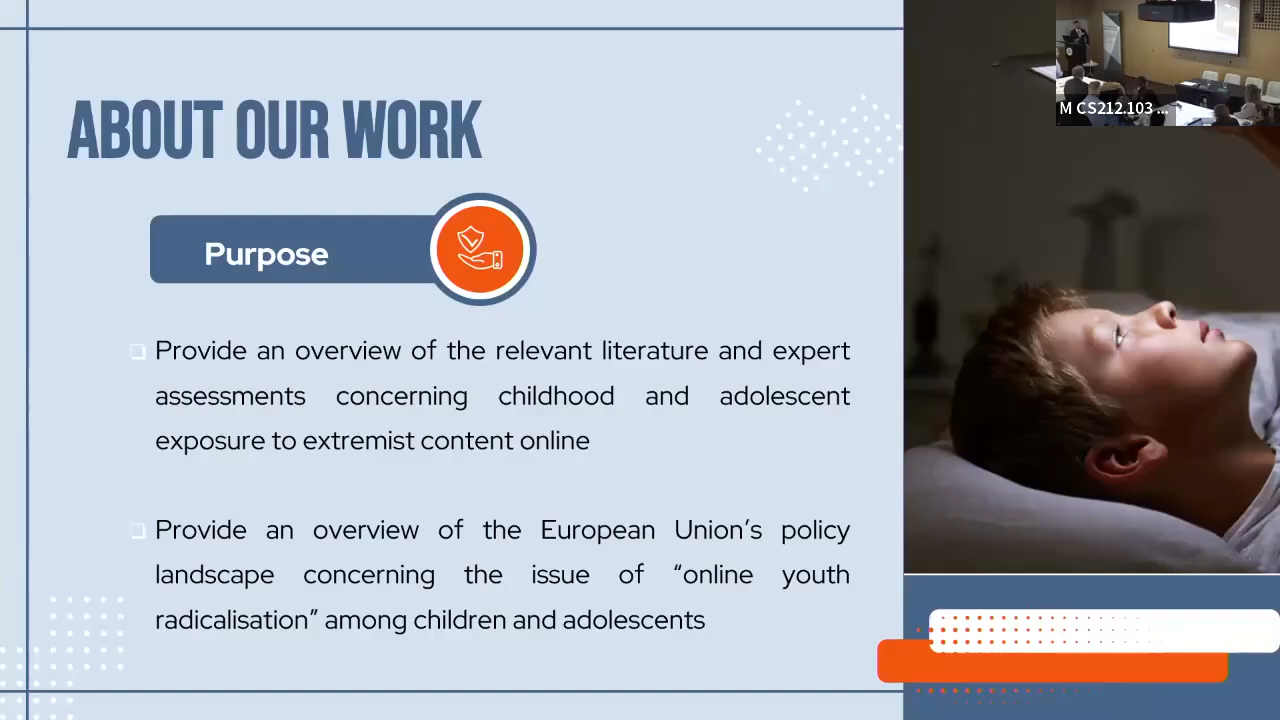 M CS212.103 ...
ABOUT OUR WORK
Purpose
Provide an overview of the relevant literature and expert
assessments concerning childhood and adolescent
exposure to extremist content online
Provide an overview of the European Union’s policy
landscape concerning the issue of “online youth
radicalisation” among children and adolescents